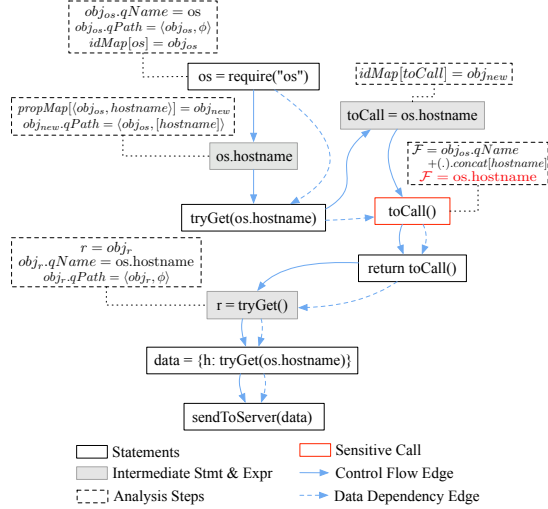 obj_os.qName = os
obj_os.qPath = ⟨obj_os, ϕ⟩
idMap[os] = obj_os
os = require("os")
idMap[toCall] = obj_new
propMap[⟨obj_os, hostname⟩] = obj_new
obj_new.qPath = ⟨obj_os, [hostname]⟩
toCall = os.hostname
os.hostname
F = obj_os.qName
+(.).concat[hostname]
F = os.hostname
tryGet(os.hostname)
toCall()
r = obj_r
obj_r.qName = os.hostname
obj_r.qPath = ⟨obj_r, ϕ⟩
return toCall()
r = tryGet()
data = {h: tryGet(os.hostname)}
sendToServer(data)
Statements
Sensitive Call
Intermediate Stmt & Expr
Control Flow Edge
Analysis Steps
Data Dependency Edge